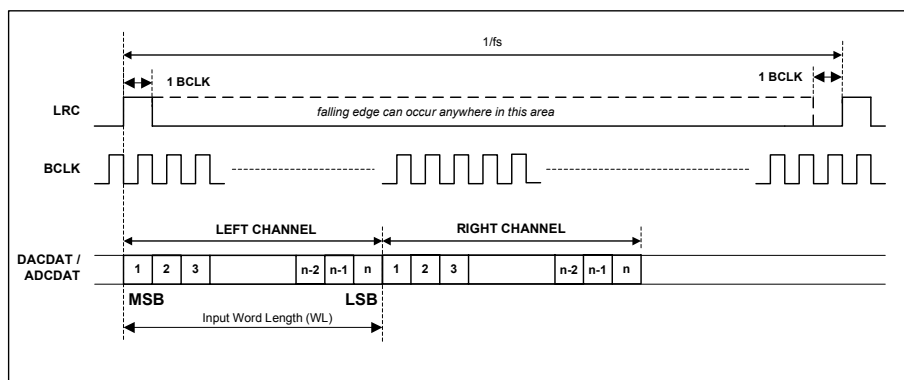 1/fs
1 BCLK
1 BCLK
LRC
falling edge can occur anywhere in this area
BCLK
LEFT CHANNEL
RIGHT CHANNEL
DACDAT /
ADCDAT
1 2 3 n-2 n-1 n 1 2 3 n-2 n-1 n
MSB LSB
Input Word Length (WL)